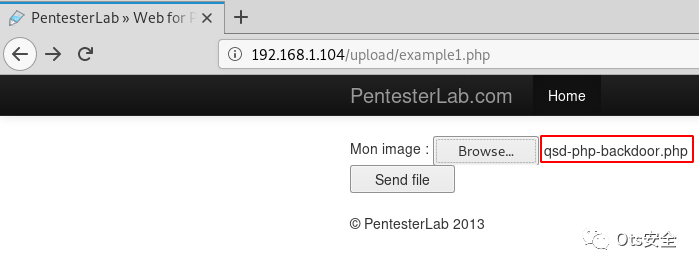 PentesterLab » Web for P
192.168.1.104/upload/example1.php
PentesterLab.com Home
Mon image : Browse... qsd-php-backdoor.php
Send file
© PentesterLab 2013
Ots安全